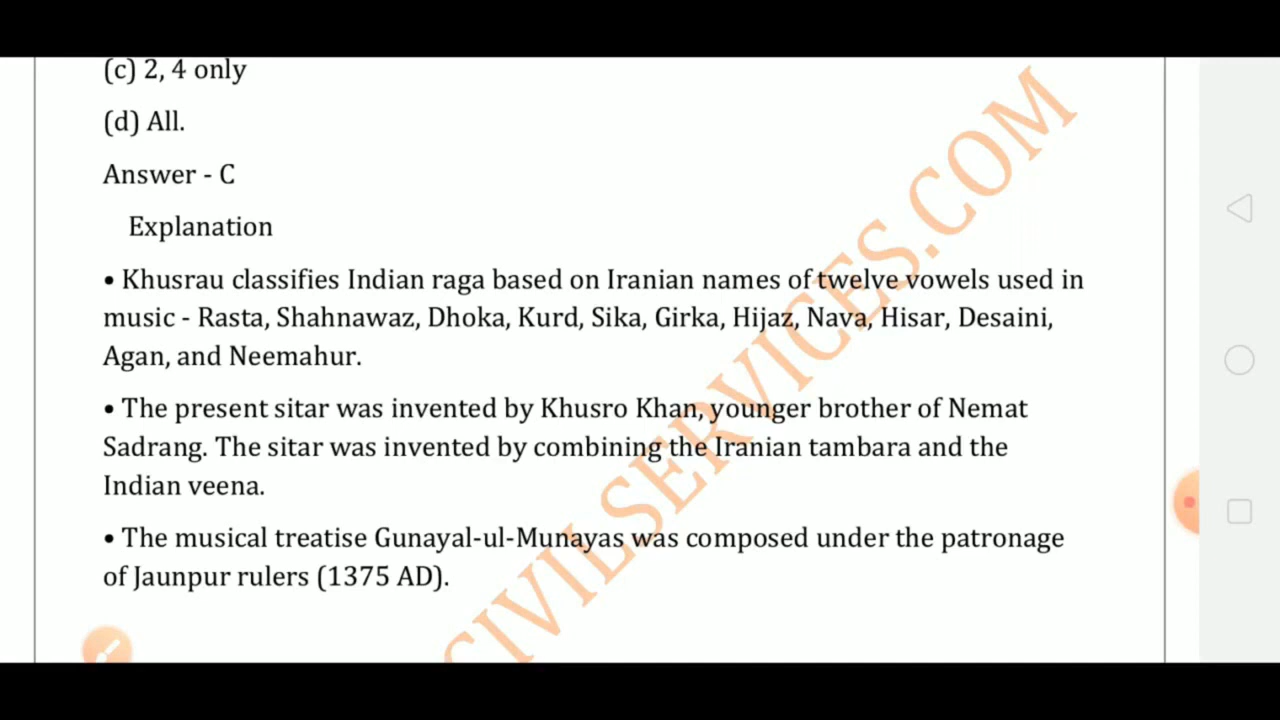 (c) 2, 4 only
(d) All.
Answer - C
Explanation
• Khusrau classifies Indian raga based on Iranian names of twelve vowels used in
music - Rasta, Shahnawaz, Dhoka, Kurd, Sika, Girka, Hijaz, Nava, Hisar, Desaini,
Agan, and Neemahur.
• The present sitar was invented by Khusro Khan, younger brother of Nemat
Sadrang. The sitar was invented by combining the Iranian tambara and the
Indian veena.
• The musical treatise Gunayal-ul-Munayas was composed under the patronage
of Jaunpur rulers (1375 AD).
CIVILSERVICES.COM